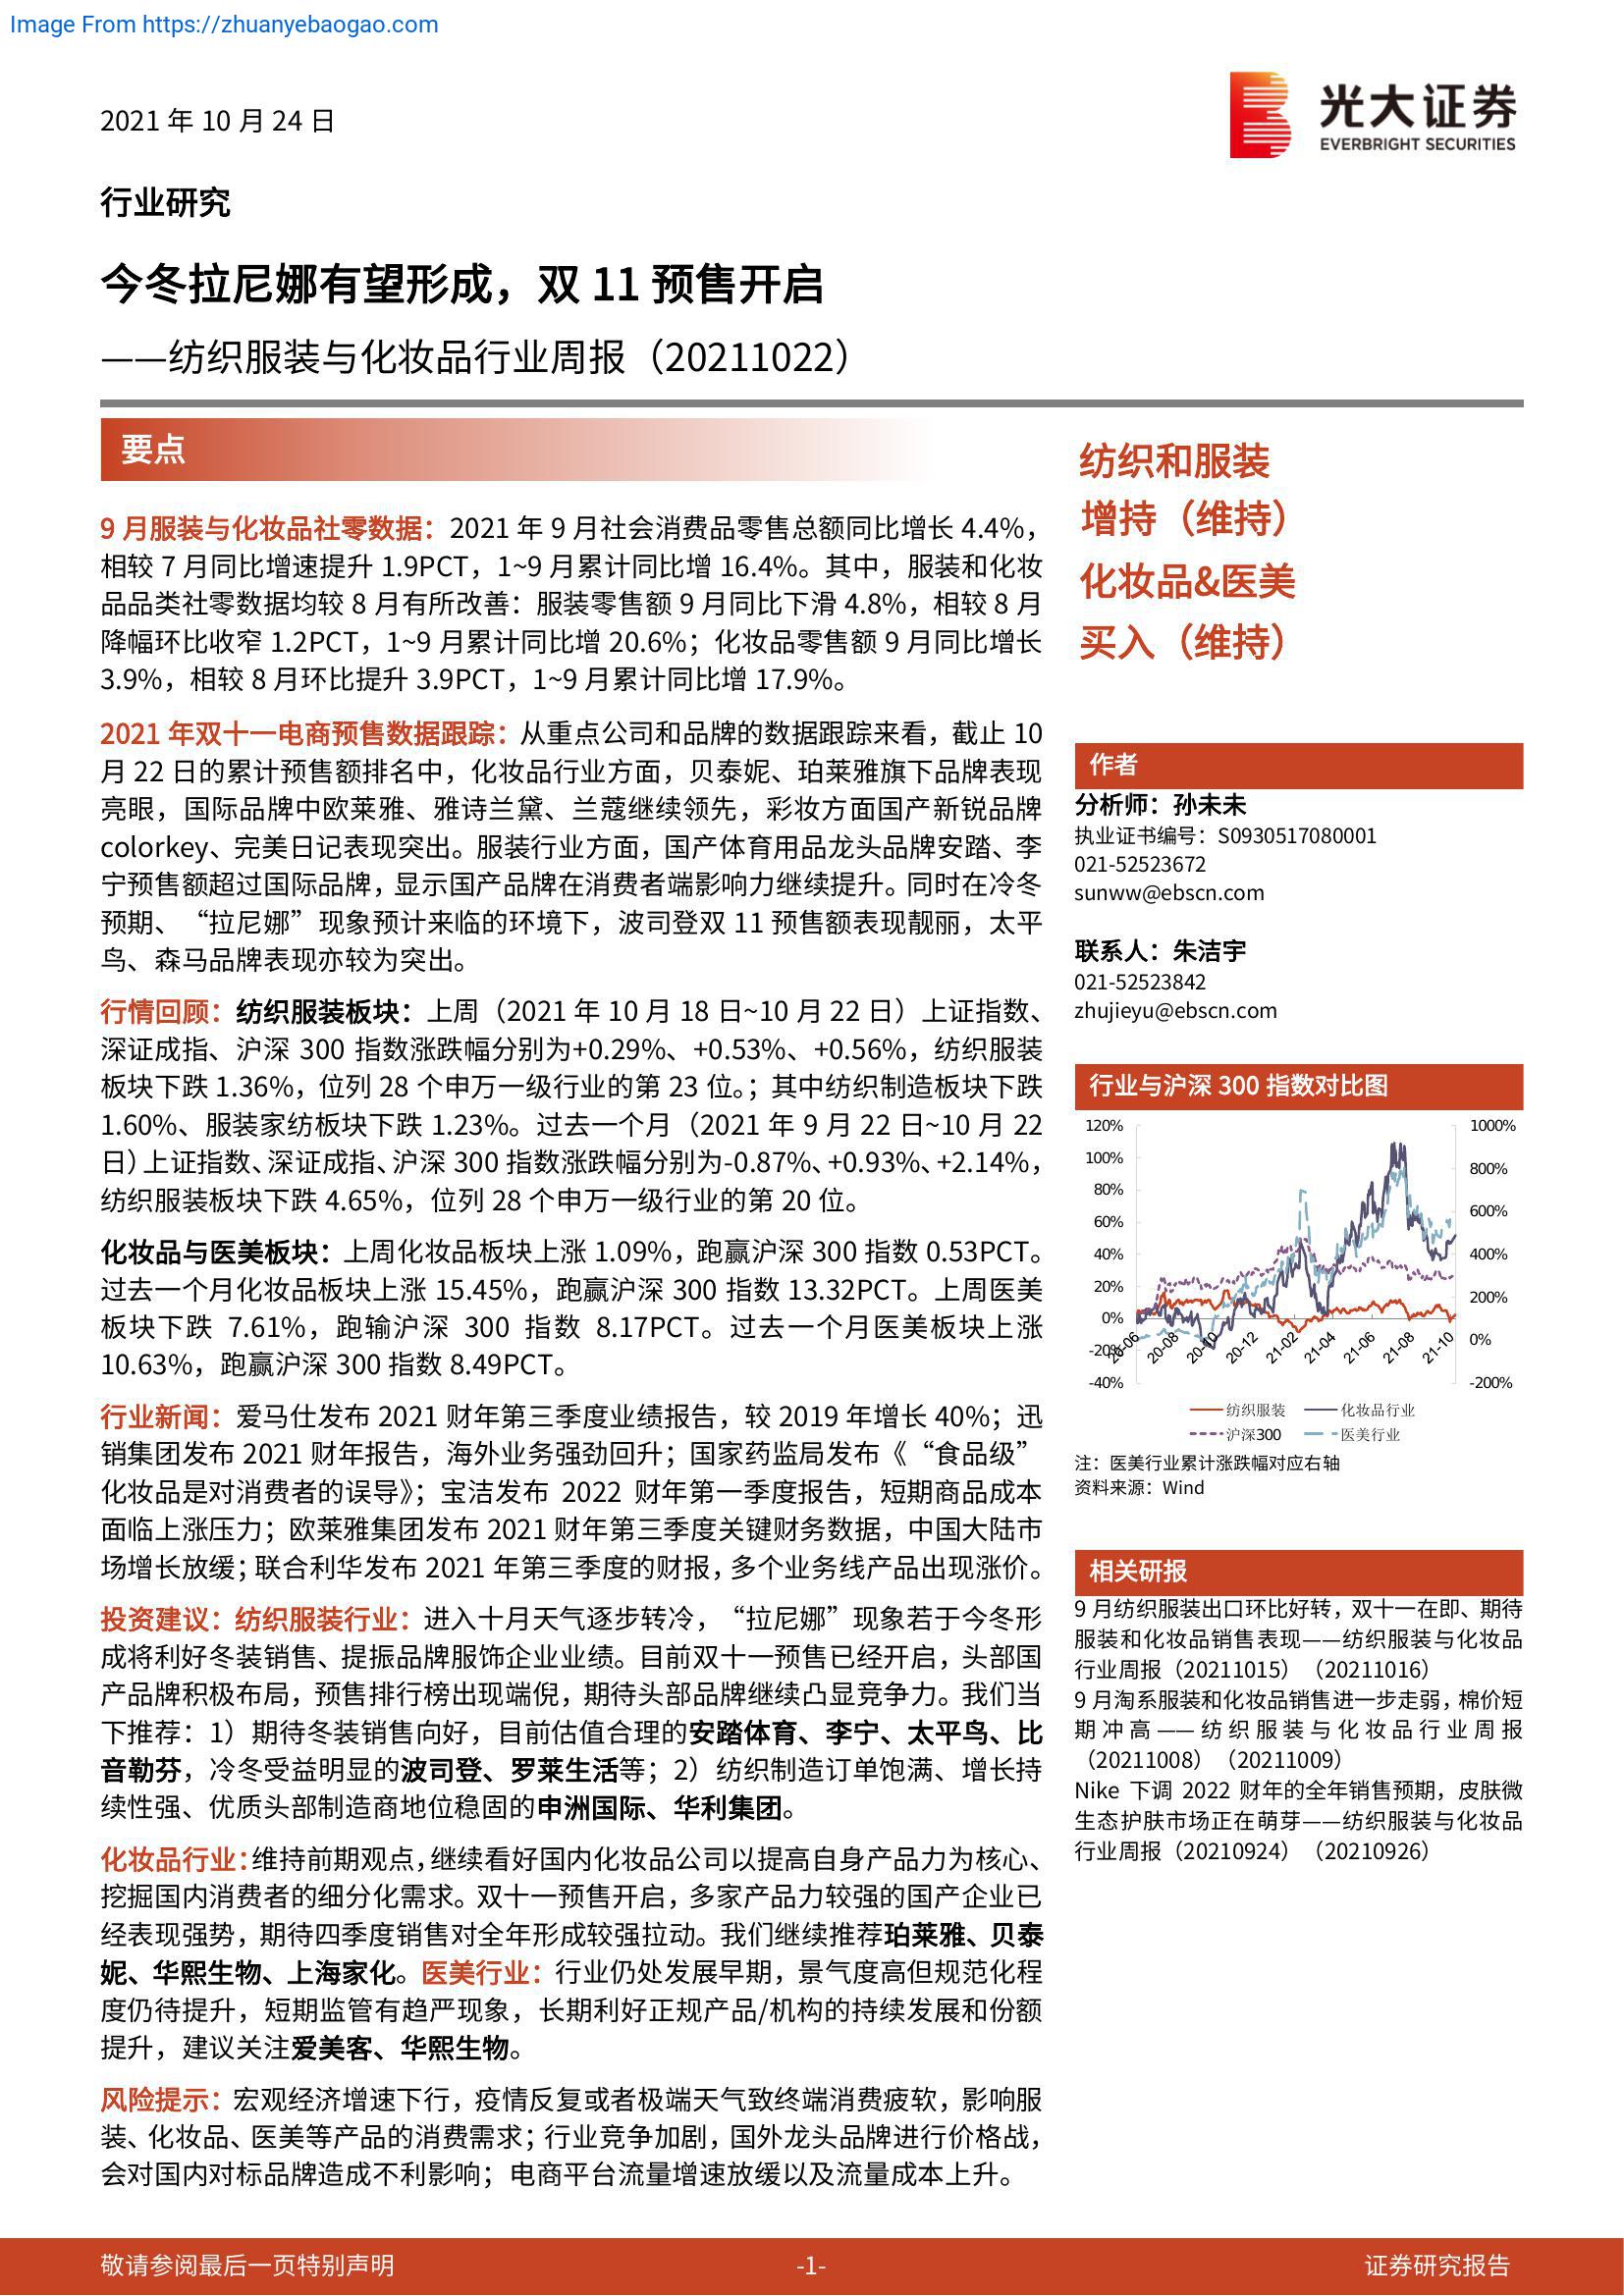 Image From https://zhuanyebaogao.com
2021 年 10 月 24 日
光大证券
EVERBRIGHT SECURITIES
行业研究
今冬拉尼娜有望形成，双 11 预售开启
——纺织服装与化妆品行业周报（20211022）
要点
9 月服装与化妆品社零数据：2021 年 9 月社会消费品零售总额同比增长 4.4%，
相较 7 月同比增速提升 1.9PCT，1~9 月累计同比增 16.4%。其中，服装和化妆
品品类社零数据均较 8 月有所改善：服装零售额 9 月同比下滑 4.8%，相较 8 月
降幅环比收窄 1.2PCT，1~9 月累计同比增 20.6%；化妆品零售额 9 月同比增长
3.9%，相较 8 月环比提升 3.9PCT，1~9 月累计同比增 17.9%。
2021 年双十一电商预售数据跟踪：从重点公司和品牌的数据跟踪来看，截止 10
月 22 日的累计预售额排名中，化妆品行业方面，贝泰妮、珀莱雅旗下品牌表现
亮眼，国际品牌中欧莱雅、雅诗兰黛、兰蔻继续领先，彩妆方面国产新锐品牌
colorkey、完美日记表现突出。服装行业方面，国产体育用品龙头品牌安踏、李
宁预售额超过国际品牌，显示国产品牌在消费者端影响力继续提升。同时在冷冬
预期、“拉尼娜”现象预计来临的环境下，波司登双 11 预售额表现靓丽，太平
鸟、森马品牌表现亦较为突出。
行情回顾：纺织服装板块：上周（2021 年 10 月 18 日~10 月 22 日）上证指数、
深证成指、沪深 300 指数涨跌幅分别为+0.29%、+0.53%、+0.56%，纺织服装
板块下跌 1.36%，位列 28 个申万一级行业的第 23 位。；其中纺织制造板块下跌
1.60%、服装家纺板块下跌 1.23%。过去一个月（2021 年 9 月 22 日~10 月 22
日）上证指数、深证成指、沪深 300 指数涨跌幅分别为-0.87%、+0.93%、+2.14%，
纺织服装板块下跌 4.65%，位列 28 个申万一级行业的第 20 位。
化妆品与医美板块：上周化妆品板块上涨 1.09%，跑赢沪深 300 指数 0.53PCT。
过去一个月化妆品板块上涨 15.45%，跑赢沪深 300 指数 13.32PCT。上周医美
板块下跌 7.61%，跑输沪深 300 指数 8.17PCT。过去一个月医美板块上涨
10.63%，跑赢沪深 300 指数 8.49PCT。
行业新闻：爱马仕发布 2021 财年第三季度业绩报告，较 2019 年增长 40%；迅
销集团发布 2021 财年报告，海外业务强劲回升；国家药监局发布《“食品级”
化妆品是对消费者的误导》；宝洁发布 2022 财年第一季度报告，短期商品成本
面临上涨压力；欧莱雅集团发布 2021 财年第三季度关键财务数据，中国大陆市
场增长放缓；联合利华发布 2021 年第三季度的财报，多个业务线产品出现涨价。
投资建议：纺织服装行业：进入十月天气逐步转冷，“拉尼娜”现象若于今冬形
成将利好冬装销售、提振品牌服饰企业业绩。目前双十一预售已经开启，头部国
产品牌积极布局，预售排行榜出现端倪，期待头部品牌继续凸显竞争力。我们当
下推荐：1）期待冬装销售向好，目前估值合理的安踏体育、李宁、太平鸟、比
音勒芬，冷冬受益明显的波司登、罗莱生活等；2）纺织制造订单饱满、增长持
续性强、优质头部制造商地位稳固的申洲国际、华利集团。
化妆品行业：维持前期观点，继续看好国内化妆品公司以提高自身产品力为核心、
挖掘国内消费者的细分化需求。双十一预售开启，多家产品力较强的国产企业已
经表现强势，期待四季度销售对全年形成较强拉动。我们继续推荐珀莱雅、贝泰
妮、华熙生物、上海家化。医美行业：行业仍处发展早期，景气度高但规范化程
度仍待提升，短期监管有趋严现象，长期利好正规产品/机构的持续发展和份额
提升，建议关注爱美客、华熙生物。
风险提示：宏观经济增速下行，疫情反复或者极端天气致终端消费疲软，影响服
装、化妆品、医美等产品的消费需求；行业竞争加剧，国外龙头品牌进行价格战，
会对国内对标品牌造成不利影响；电商平台流量增速放缓以及流量成本上升。
纺织和服装
增持（维持）
化妆品&医美
买入（维持）
作者
分析师：孙未未
执业证书编号：S0930517080001
021-52523672
sunww@ebscn.com
联系人：朱洁宇
021-52523842
zhujieyu@ebscn.com
行业与沪深 300 指数对比图
120% 1000%
100% 800%
80%
60% 600%
40% 400%
20% 200%
0% 0%
-20%
-40% -200%
20-06 20-08 20-10 20-12 21-02 21-04 21-06 21-08 21-10
纺织服装 化妆品行业
沪深300 医美行业
注：医美行业累计涨跌幅对应右轴
资料来源：Wind
相关研报
9 月纺织服装出口环比好转，双十一在即、期待
服装和化妆品销售表现——纺织服装与化妆品
行业周报（20211015）（20211016）
9 月淘系服装和化妆品销售进一步走弱，棉价短
期冲高——纺织服装与化妆品行业周报
（20211008）（20211009）
Nike 下调 2022 财年的全年销售预期，皮肤微
生态护肤市场正在萌芽——纺织服装与化妆品
行业周报（20210924）（20210926）
敬请参阅最后一页特别声明 -1- 证券研究报告